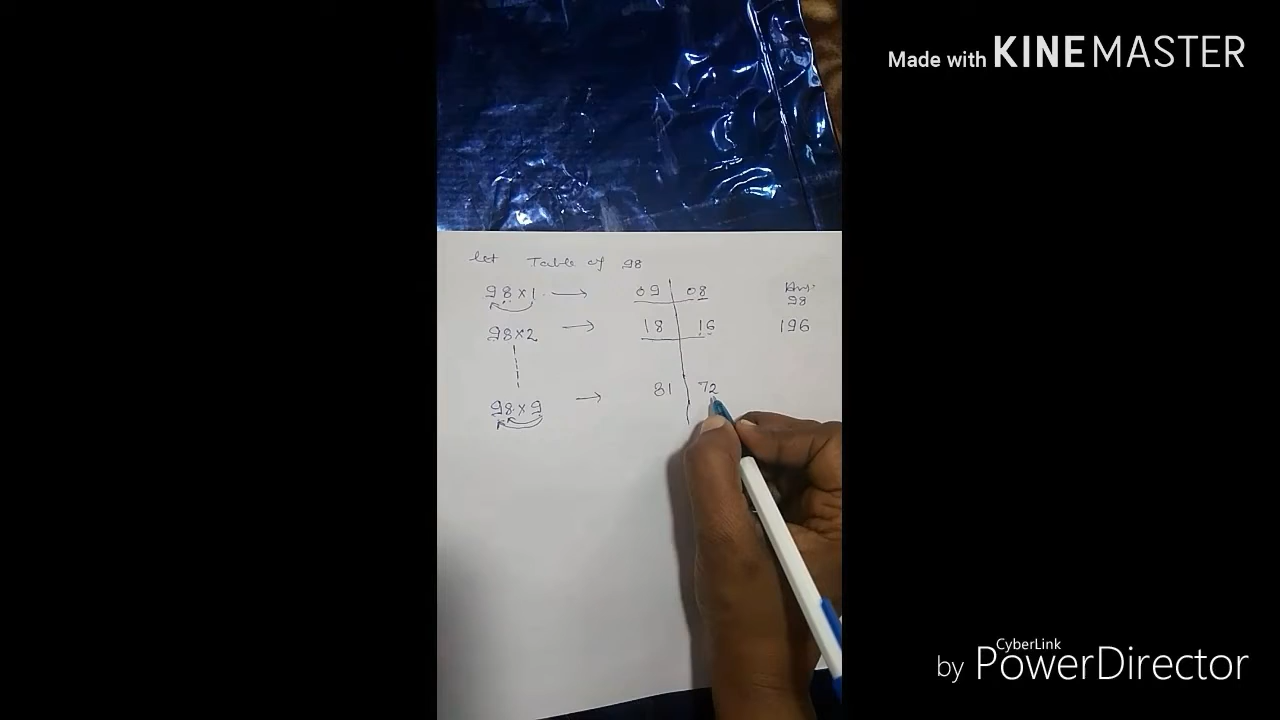 Made with KINEMASTER
Let Table of 98
98×1 → 09 | 08 Ans:
98
98×2 → 18 | 16 196
98×9 → 81 | 72
CyberLink
by PowerDirector